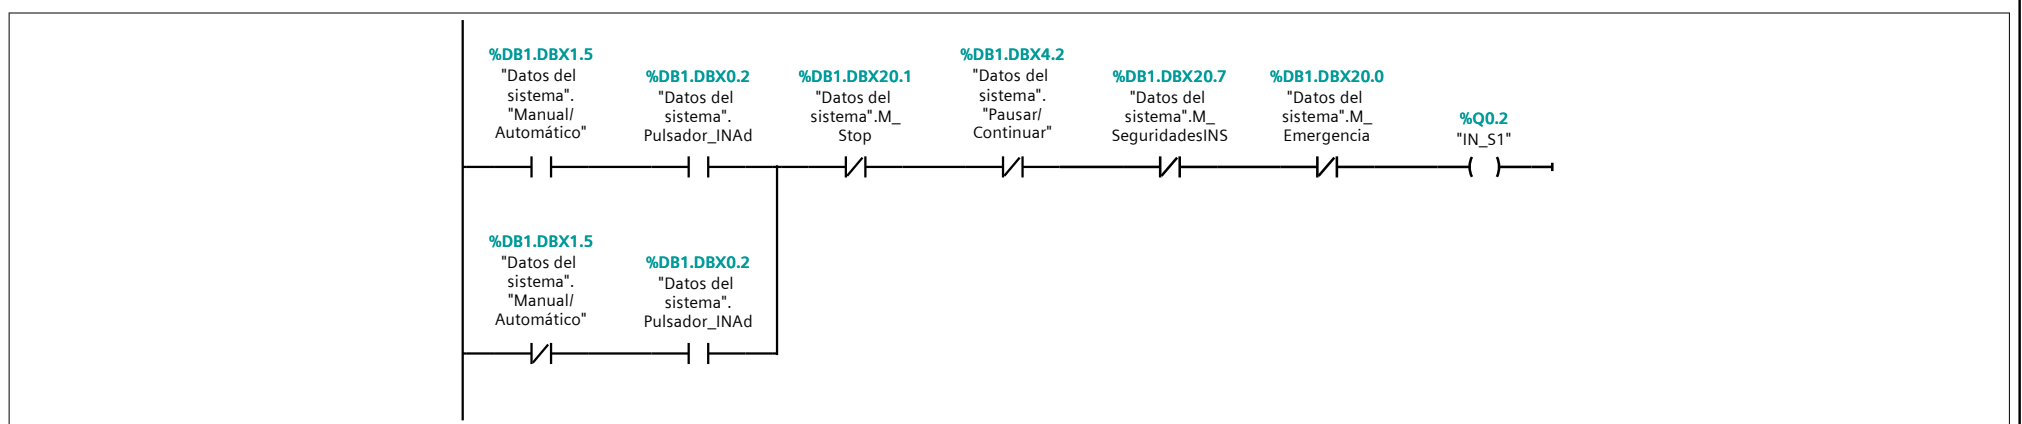 %DB1.DBX1.5
"Datos del
sistema".
"Manual/
Automático"
%DB1.DBX0.2
"Datos del
sistema".
Pulsador_INAd
%DB1.DBX20.1
"Datos del
sistema".M_
Stop
%DB1.DBX4.2
"Datos del
sistema".
"Pausar/
Continuar"
%DB1.DBX20.7
"Datos del
sistema".M_
SeguridadesINS
%DB1.DBX20.0
"Datos del
sistema".M_
Emergencia
%Q0.2
"IN_S1"
%DB1.DBX1.5
"Datos del
sistema".
"Manual/
Automático"
%DB1.DBX0.2
"Datos del
sistema".
Pulsador_INAd